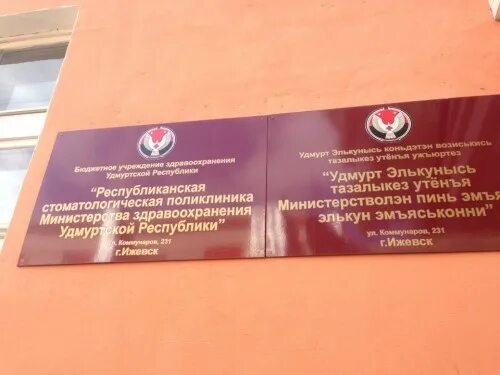 Бюджетное учреждение здравоохранения
Удмуртской Республики
"Республиканская
стоматологическая поликлиника
Министерства здравоохранения
Удмуртской Республики"
ул. Коммунаров, 231
г.Ижевск
Удмурт Элькунысь коньдэтэн возиськись
тазалыкез утёнъя ужъюртэз
"Удмурт Элькунысь
тазалыкез утёнъя
Министерстволэн пинь эмъя
элькун эмъяськонни"
ул. Коммунаров, 231
г.Ижевск